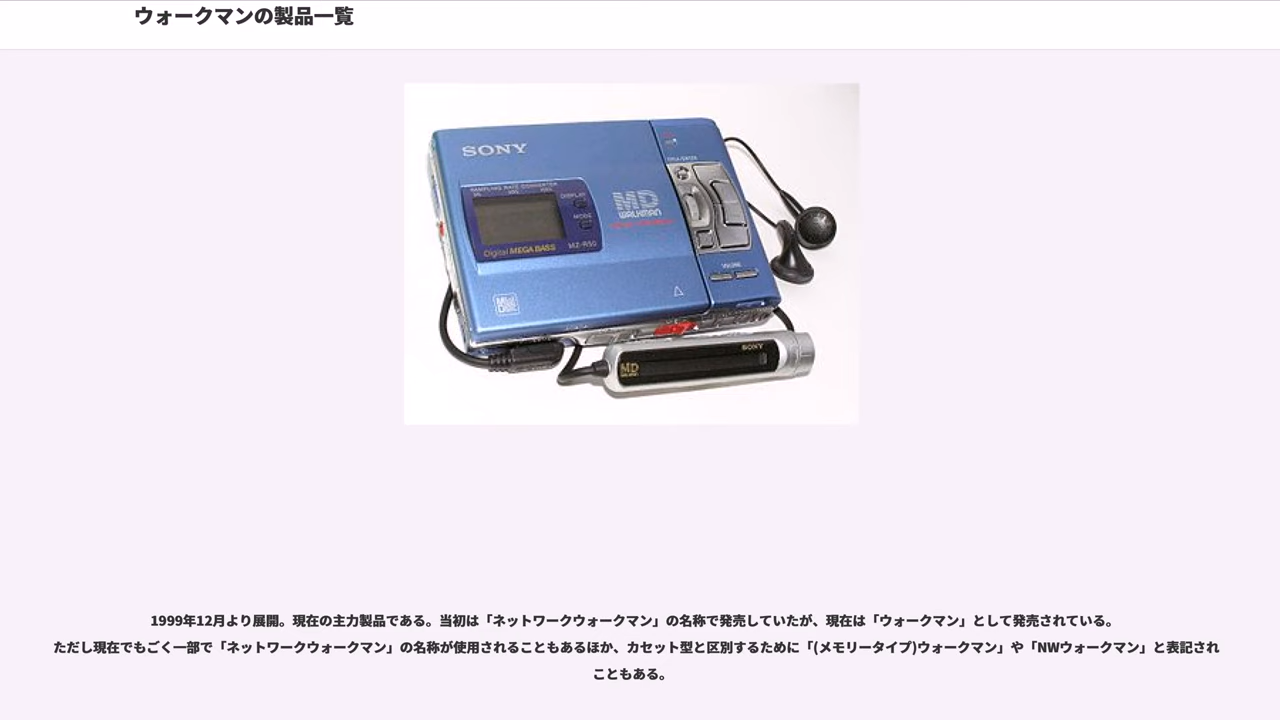 ウォークマンの製品一覧
SONY
SAMPLING RATE CONVERTER
DISPLAY
MODE
Digital MEGA BASS
MZ-R50
MD
WALKMAN
VOLUME
SONY
MD
1999年12月より展開。現在の主力製品である。当初は「ネットワークウォークマン」の名称で発売していたが、現在は「ウォークマン」として発売されている。
ただし現在でもごく一部で「ネットワークウォークマン」の名称が使用されることもあるほか、カセット型と区別するために「(メモリータイプ)ウォークマン」や「NWウォークマン」と表記され
こともある。